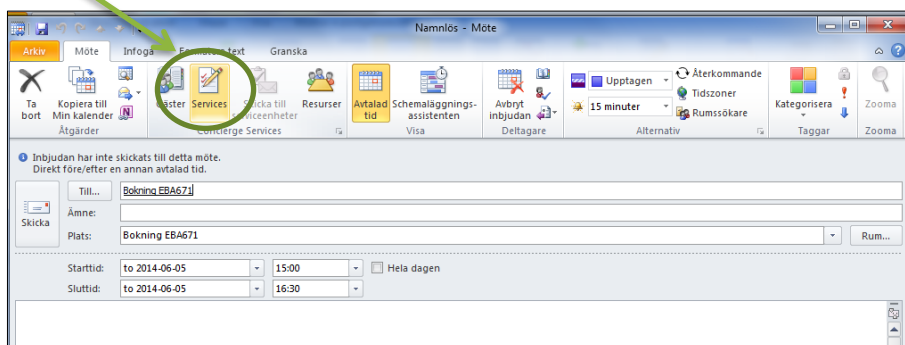 Namnlös - Möte
Arkiv Möte Infoga text Granska
Ta bort
Kopiera till Min kalender
Gäster Services Skicka till serviceenheter Resurser
Avtalad tid
Schemaläggnings-assistenten
Avbryt inbjudan
Upptagen
15 minuter
Återkommande
Tidszoner
Rumssökare
Kategorisera
Zooma
Åtgärder Concierge Services Visa Deltagare Alternativ Taggar Zooma
Inbjudan har inte skickats till detta möte.
Direkt före/efter en annan avtalad tid.
Skicka
Till... Bokning EBA671
Ämne:
Plats: Bokning EBA671 Rum...
Starttid: to 2014-06-05 15:00 Hela dagen
Sluttid: to 2014-06-05 16:30